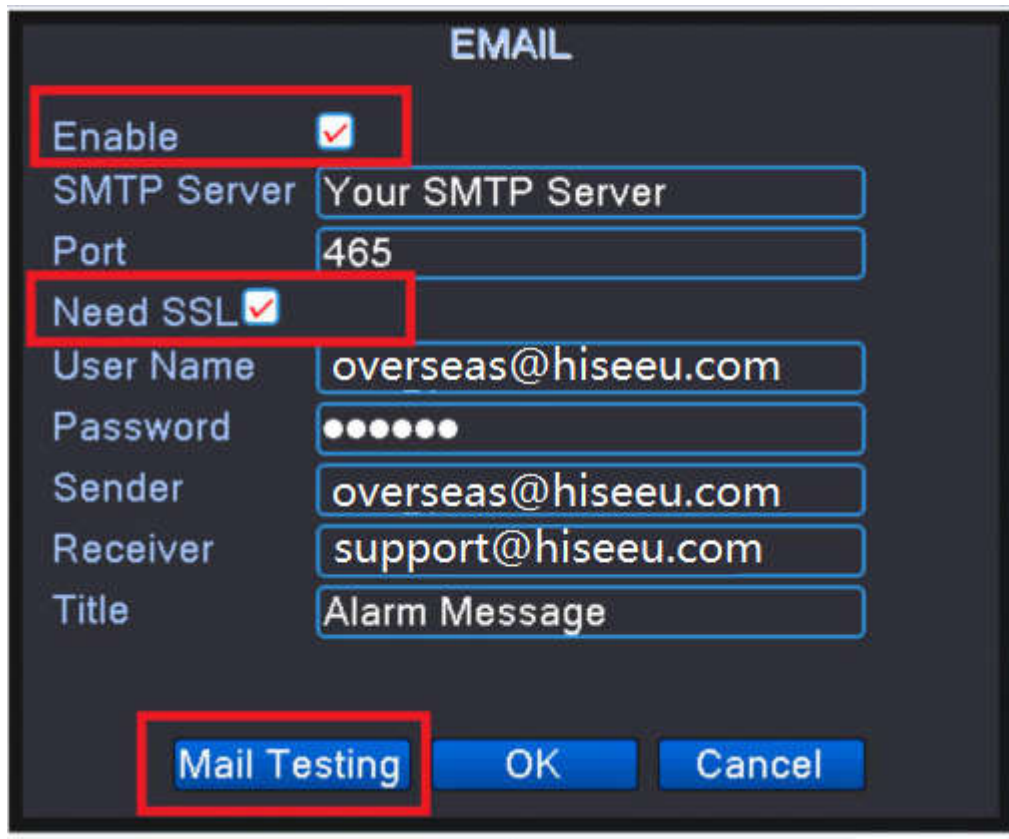 EMAIL
Enable
SMTP Server Your SMTP Server
Port 465
Need SSL
User Name overseas@hiseeu.com
Password ●●●●●●
Sender overseas@hiseeu.com
Receiver support@hiseeu.com
Title Alarm Message
Mail Testing OK Cancel